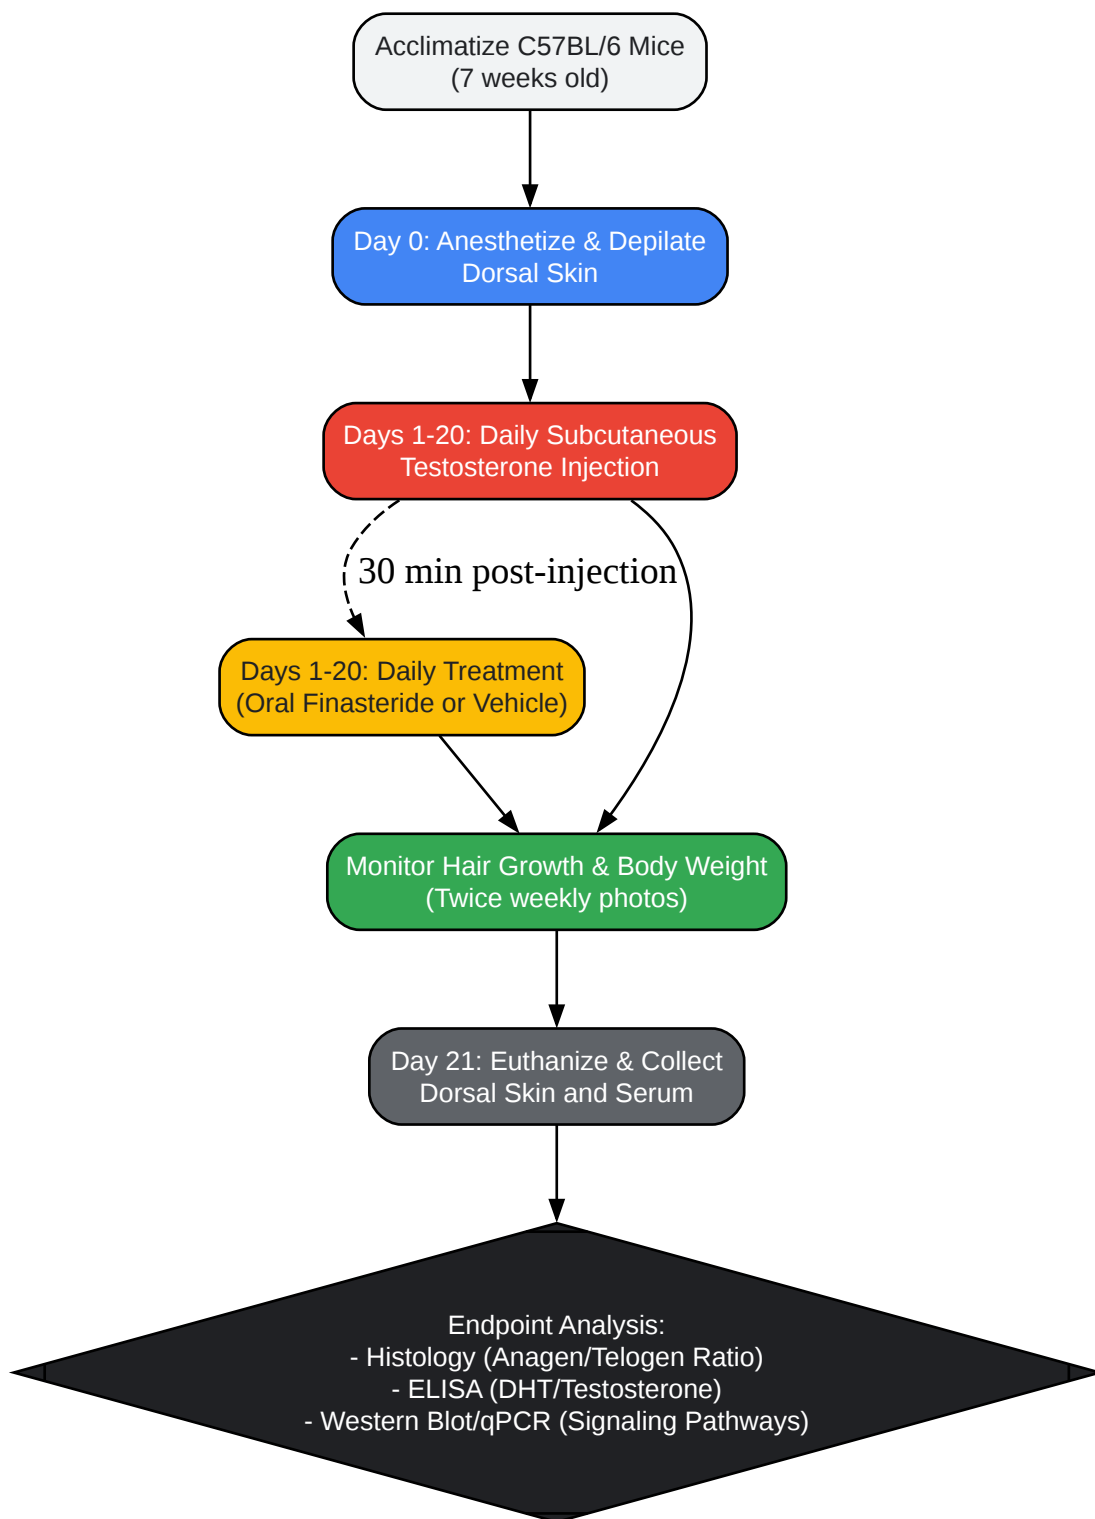 Acclimatize C57BL/6 Mice
(7 weeks old)
Day 0: Anesthetize & Depilate
Dorsal Skin
Days 1-20: Daily Subcutaneous
Testosterone Injection
30 min post-injection
Days 1-20: Daily Treatment
(Oral Finasteride or Vehicle)
Monitor Hair Growth & Body Weight
(Twice weekly photos)
Day 21: Euthanize & Collect
Dorsal Skin and Serum
Endpoint Analysis:
- Histology (Anagen/Telogen Ratio)
- ELISA (DHT/Testosterone)
- Western Blot/qPCR (Signaling Pathways)